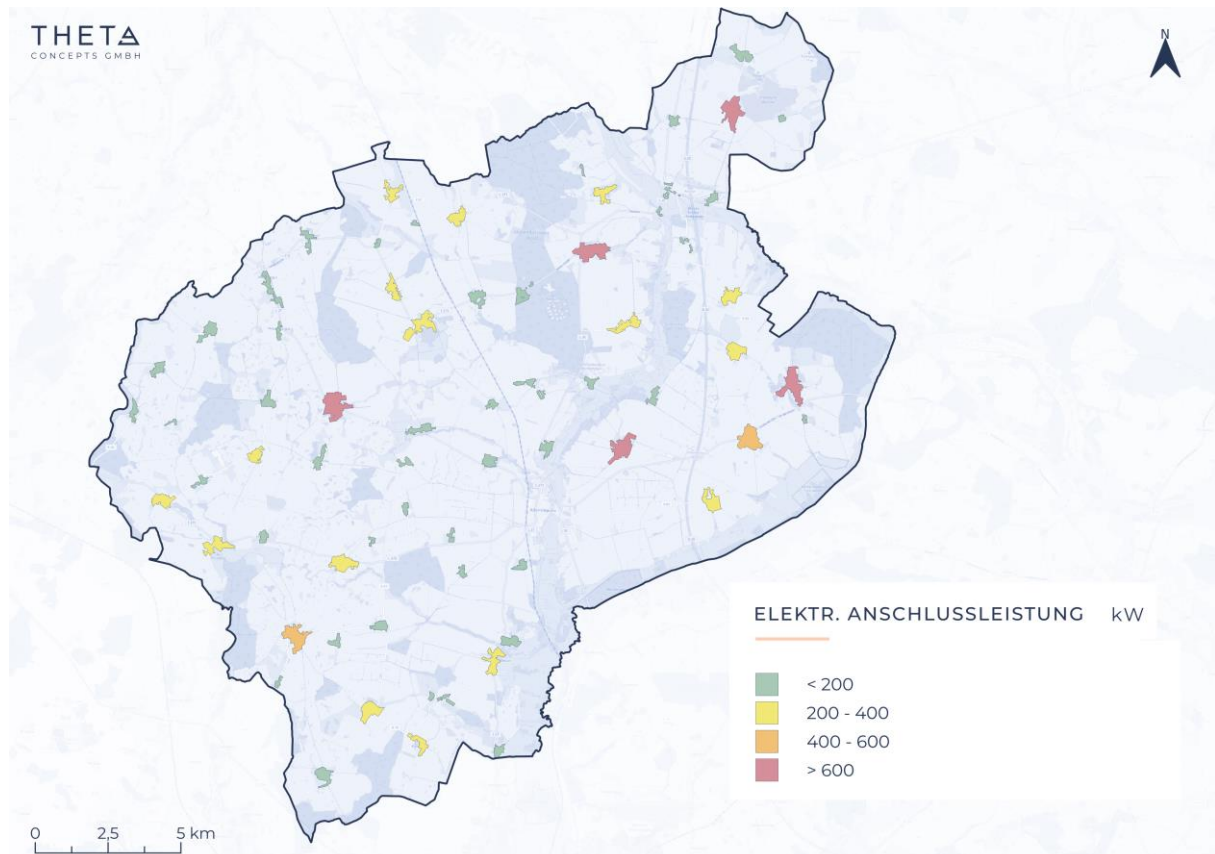 THETA
CONCEPTS GMBH
N
ELEKTR. ANSCHLUSSLEISTUNG kW
< 200
200 - 400
400 - 600
> 600
0 2,5 5 km